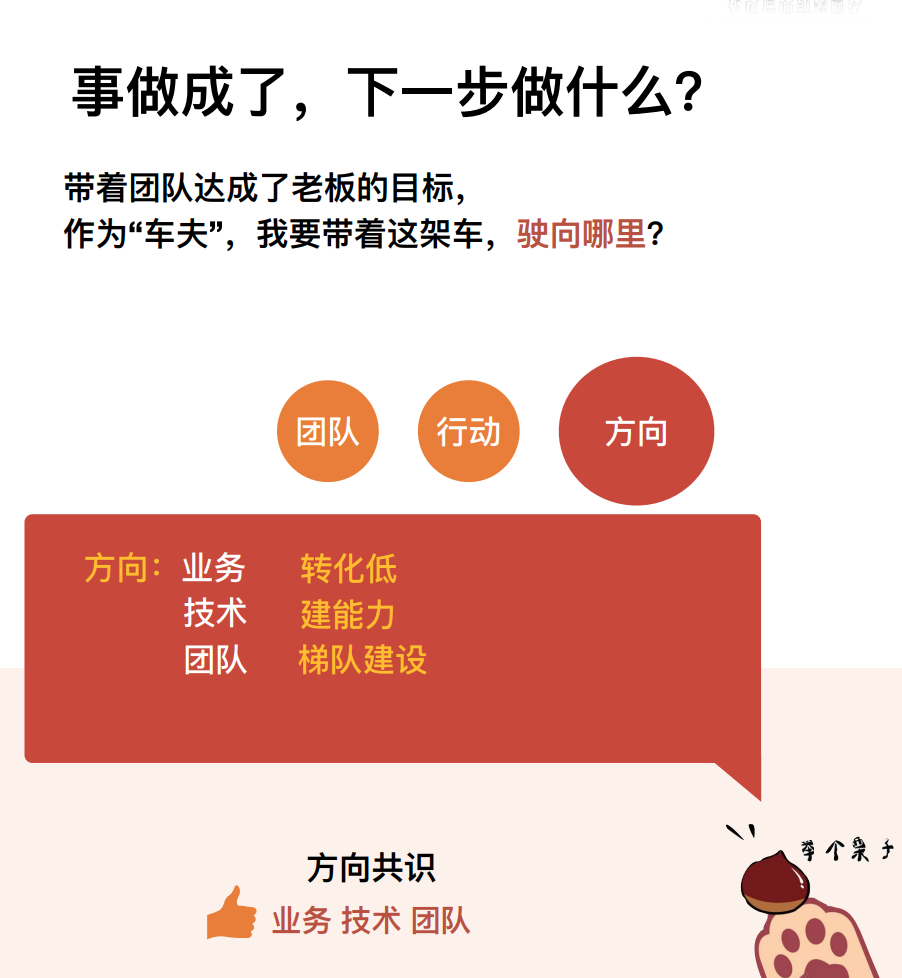 事做成了，下一步做什么?
带着团队达成了老板的目标，
作为“车夫”，我要带着这架车，驶向哪里?
团队 行动 方向
方向：业务 转化低
技术 建能力
团队 梯队建设
举个栗子
方向共识
业务 技术 团队